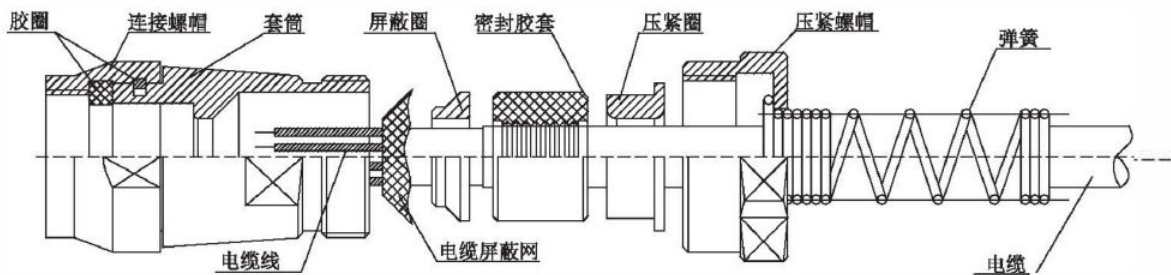 胶圈
连接螺帽
套筒
屏蔽圈
密封胶套
压紧圈
压紧螺帽
弹簧
电缆线
电缆屏蔽网
电缆